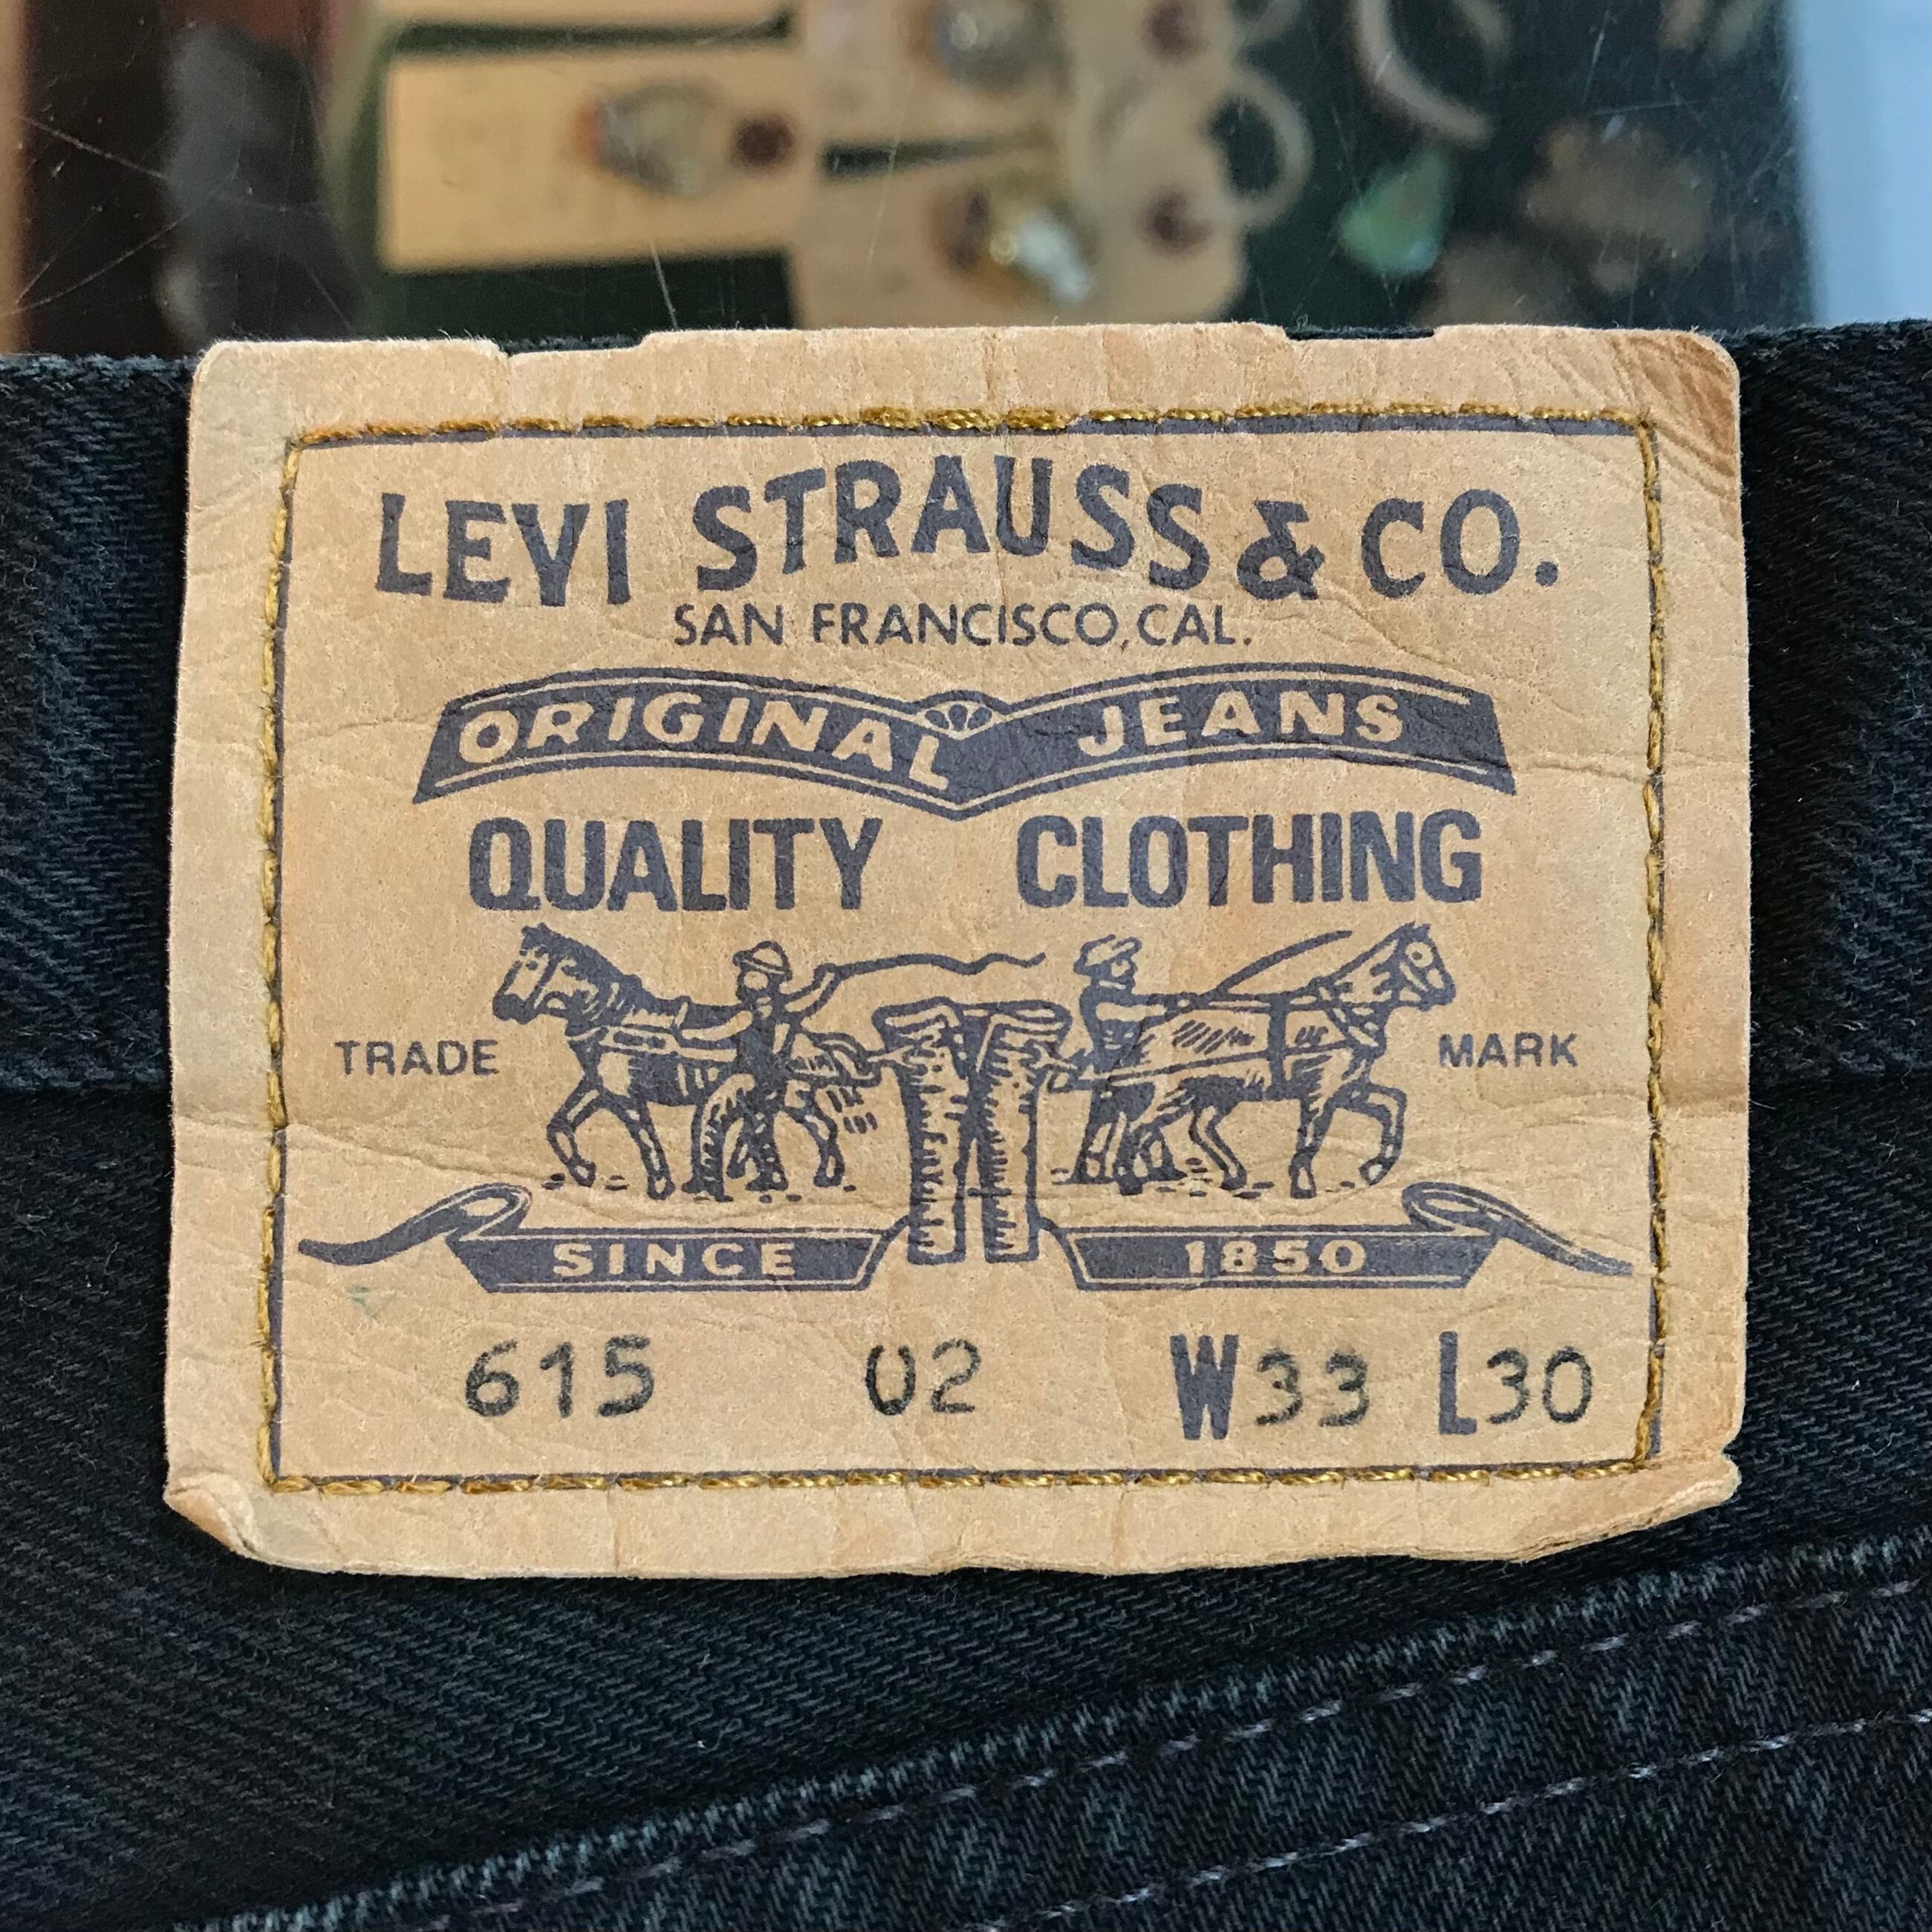 LEVI STRAUSS & CO.
SAN FRANCISCO, CAL.
ORIGINAL JEANS
QUALITY CLOTHING
TRADE MARK
SINCE 1850
615 02 W33 L30